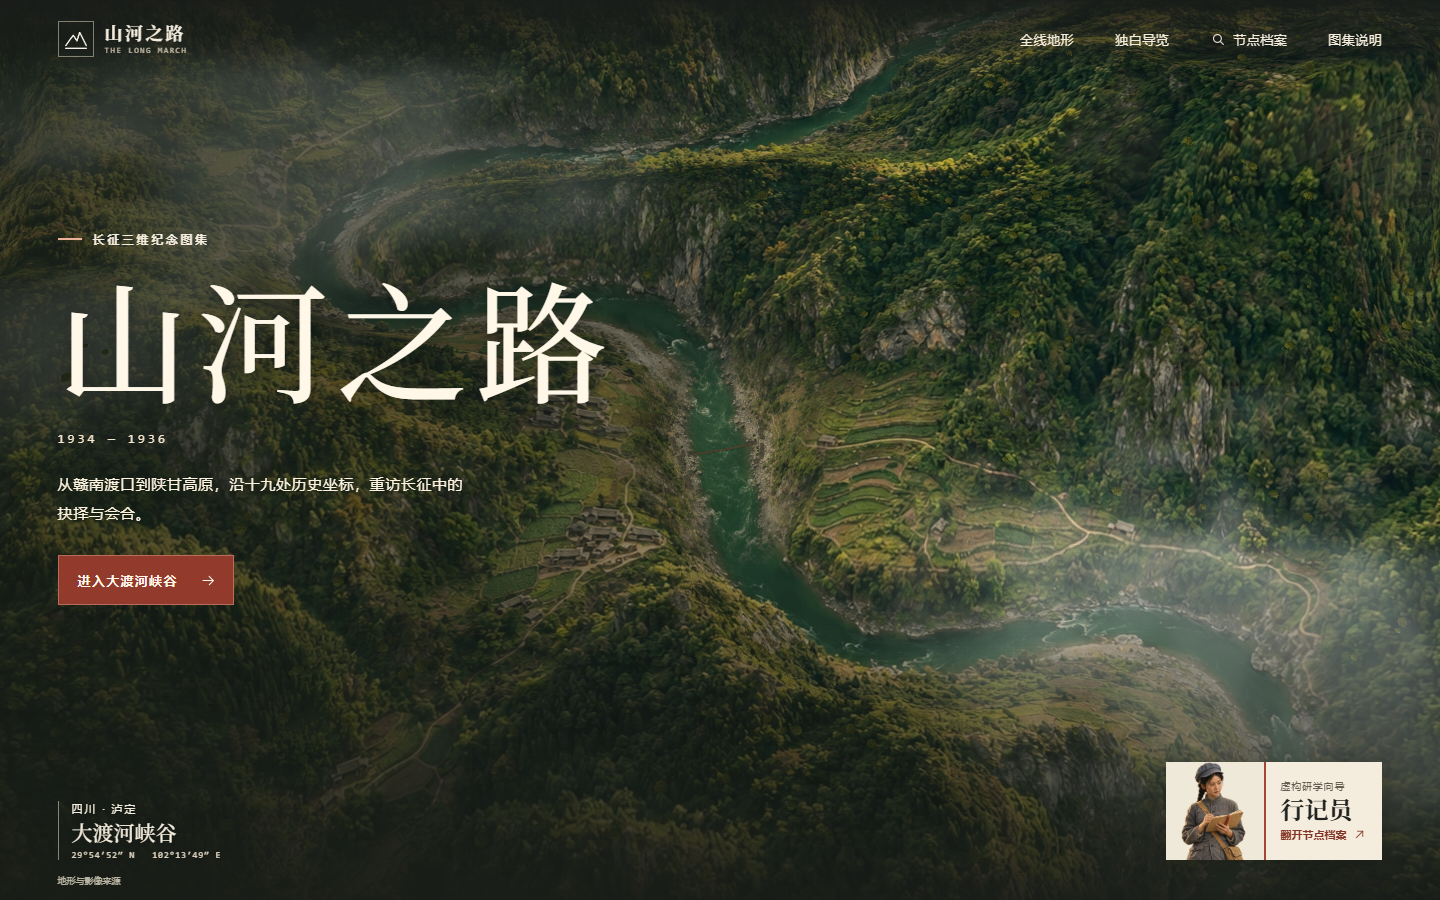 山河之路
THE LONG MARCH
全线地形
独白导览
节点档案
图集说明
长征三维纪念图集
山河之路
1934 — 1936
从赣南渡口到陕甘高原，沿十九处历史坐标，重访长征中的
抉择与会合。
进入大渡河峡谷
四川 · 泸定
大渡河峡谷
29°54′52″ N 102°13′49″ E
地形与影像来源
虚构研学向导
行记员
翻开节点档案